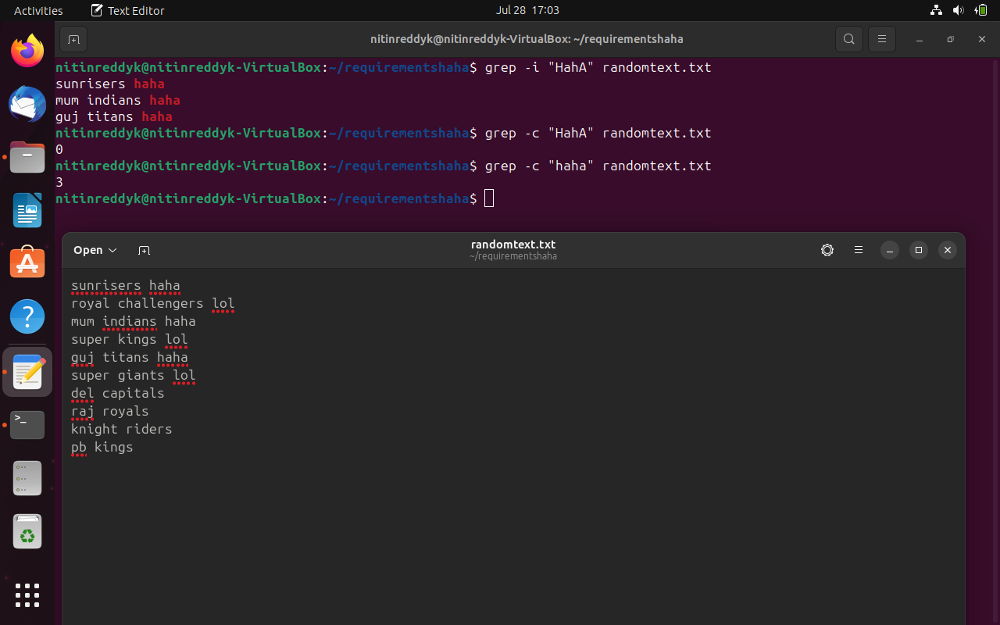 Activities Text Editor Jul 28 17:03
nitinreddyk@nitinreddyk-VirtualBox: ~/requirementshaha
nitinreddyk@nitinreddyk-VirtualBox:~/requirementshaha$ grep -i "HahA" randomtext.txt
sunrisers haha
mum indians haha
guj titans haha
nitinreddyk@nitinreddyk-VirtualBox:~/requirementshaha$ grep -c "HahA" randomtext.txt
0
nitinreddyk@nitinreddyk-VirtualBox:~/requirementshaha$ grep -c "haha" randomtext.txt
3
nitinreddyk@nitinreddyk-VirtualBox:~/requirementshaha$
Open randomtext.txt
~/requirementshaha
sunrisers haha
royal challengers lol
mum indians haha
super kings lol
guj titans haha
super giants lol
del capitals
raj royals
knight riders
pb kings